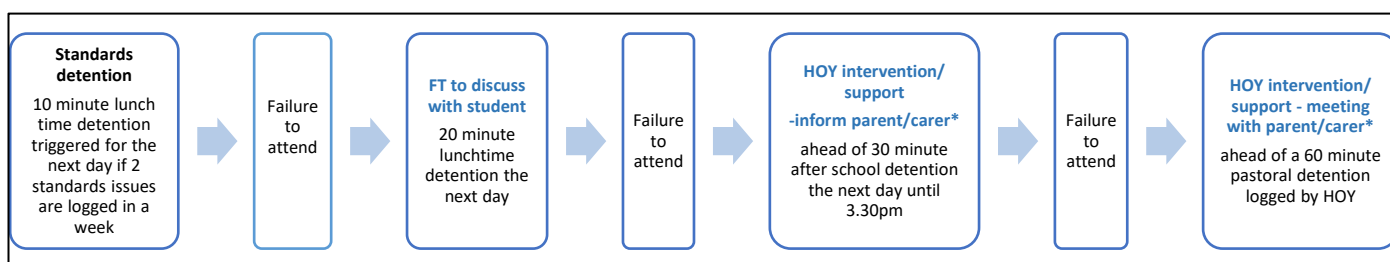 Standards
detention
10 minute lunch
time detention
triggered for the
next day if 2
standards issues
are logged in a
week
Failure
to
attend
FT to discuss
with student
20 minute
lunchtime
detention the
next day
Failure
to
attend
HOY intervention/
support
-inform parent/carer*
ahead of 30 minute
after school detention
the next day until
3.30pm
Failure
to
attend
HOY intervention/
support - meeting
with parent/carer*
ahead of a 60 minute
pastoral detention
logged by HOY